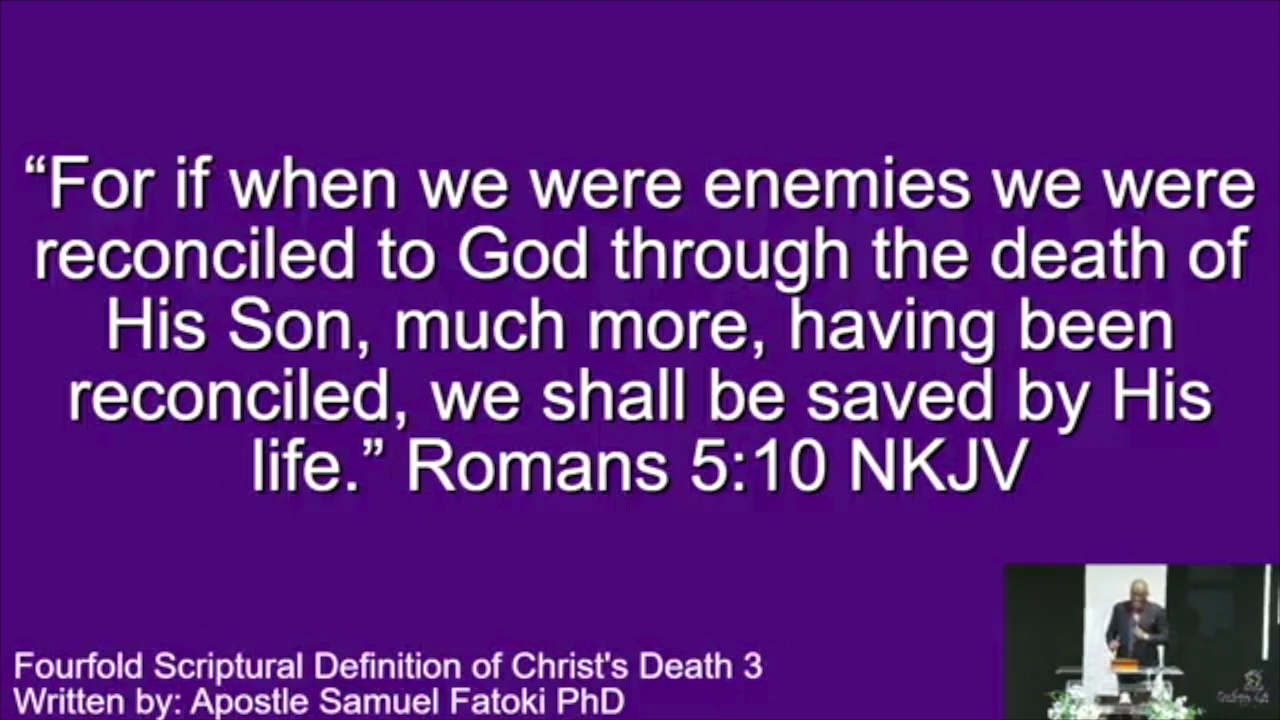 “For if when we were enemies we were
reconciled to God through the death of
His Son, much more, having been
reconciled, we shall be saved by His
life.” Romans 5:10 NKJV
Fourfold Scriptural Definition of Christ's Death 3
Written by: Apostle Samuel Fatoki PhD